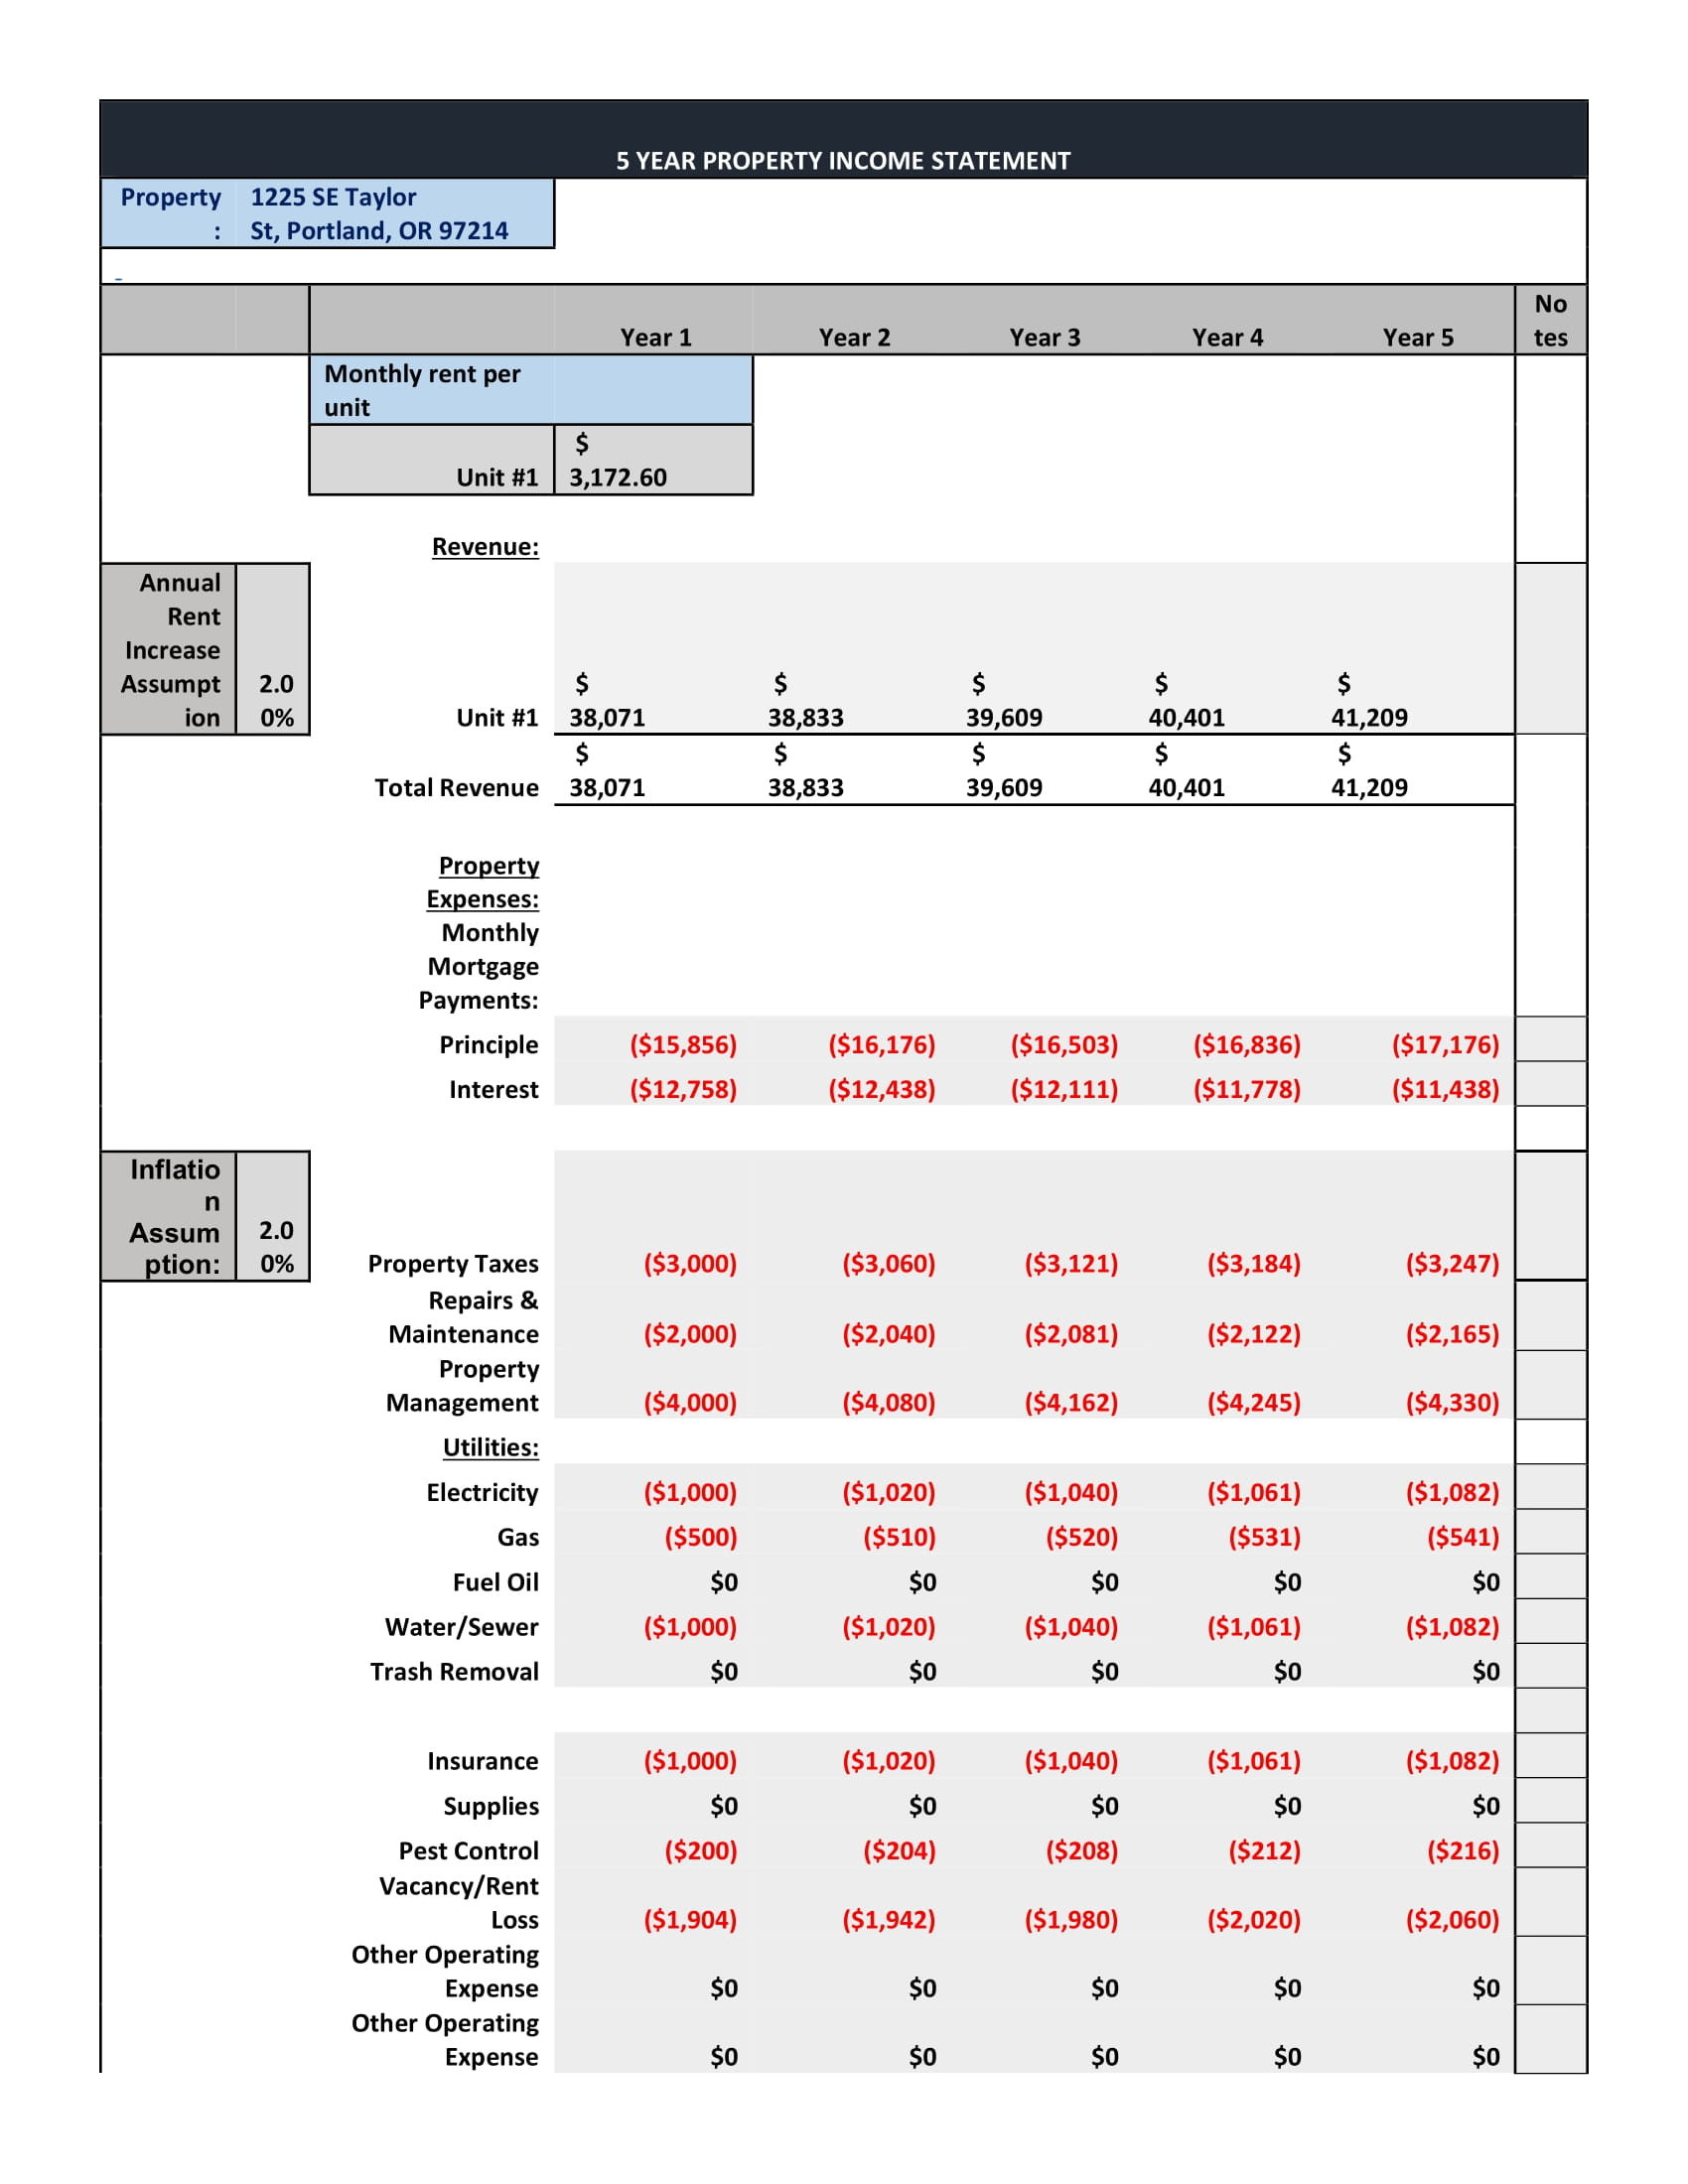 5 YEAR PROPERTY INCOME STATEMENT
Property
:
1225 SE Taylor
St, Portland, OR 97214
-
Year 1 Year 2 Year 3 Year 4 Year 5 No
tes
Monthly rent per
unit
$
Unit #1 3,172.60
Revenue:
Annual
Rent
Increase
Assumpt
ion
2.0
0%
$ $ $ $ $
Unit #1 38,071 38,833 39,609 40,401 41,209
$ $ $ $ $
Total Revenue 38,071 38,833 39,609 40,401 41,209
Property
Expenses:
Monthly
Mortgage
Payments:
Principle ($15,856) ($16,176) ($16,503) ($16,836) ($17,176)
Interest ($12,758) ($12,438) ($12,111) ($11,778) ($11,438)
Inflatio
n
Assum
ption:
2.0
0%
Property Taxes ($3,000) ($3,060) ($3,121) ($3,184) ($3,247)
Repairs &
Maintenance ($2,000) ($2,040) ($2,081) ($2,122) ($2,165)
Property
Management ($4,000) ($4,080) ($4,162) ($4,245) ($4,330)
Utilities:
Electricity ($1,000) ($1,020) ($1,040) ($1,061) ($1,082)
Gas ($500) ($510) ($520) ($531) ($541)
Fuel Oil $0 $0 $0 $0 $0
Water/Sewer ($1,000) ($1,020) ($1,040) ($1,061) ($1,082)
Trash Removal $0 $0 $0 $0 $0
Insurance ($1,000) ($1,020) ($1,040) ($1,061) ($1,082)
Supplies $0 $0 $0 $0 $0
Pest Control ($200) ($204) ($208) ($212) ($216)
Vacancy/Rent
Loss ($1,904) ($1,942) ($1,980) ($2,020) ($2,060)
Other Operating
Expense $0 $0 $0 $0 $0
Other Operating
Expense $0 $0 $0 $0 $0